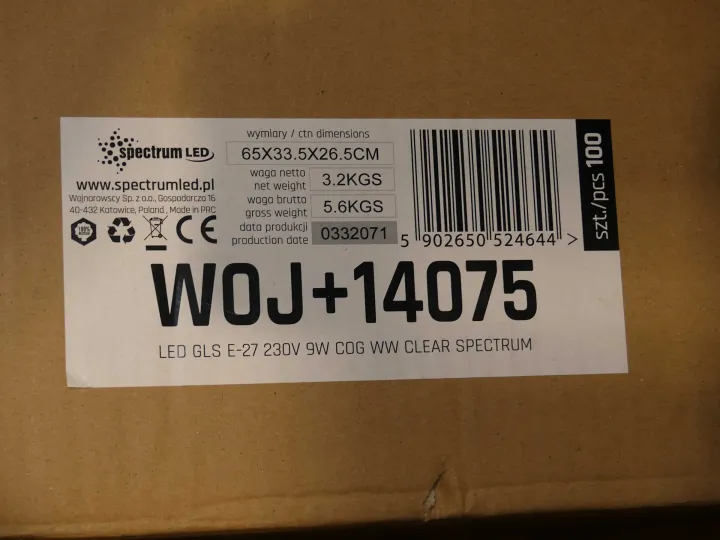 spectrum LED
www.spectrumled.pl
Wojnarowscy Sp. z o.o., Gospodarcza 16
40-432 Katowice, Poland , Made in PRC
100%
CE
wymiary / ctn dimensions
65X33.5X26.5CM
waga netto
net weight
3.2KGS
waga brutto
gross weight
5.6KGS
data produkcji
production date
0332071
5 902650 524644 >
szt./pcs 100
WOJ+14075
LED GLS E-27 230V 9W COG WW CLEAR SPECTRUM